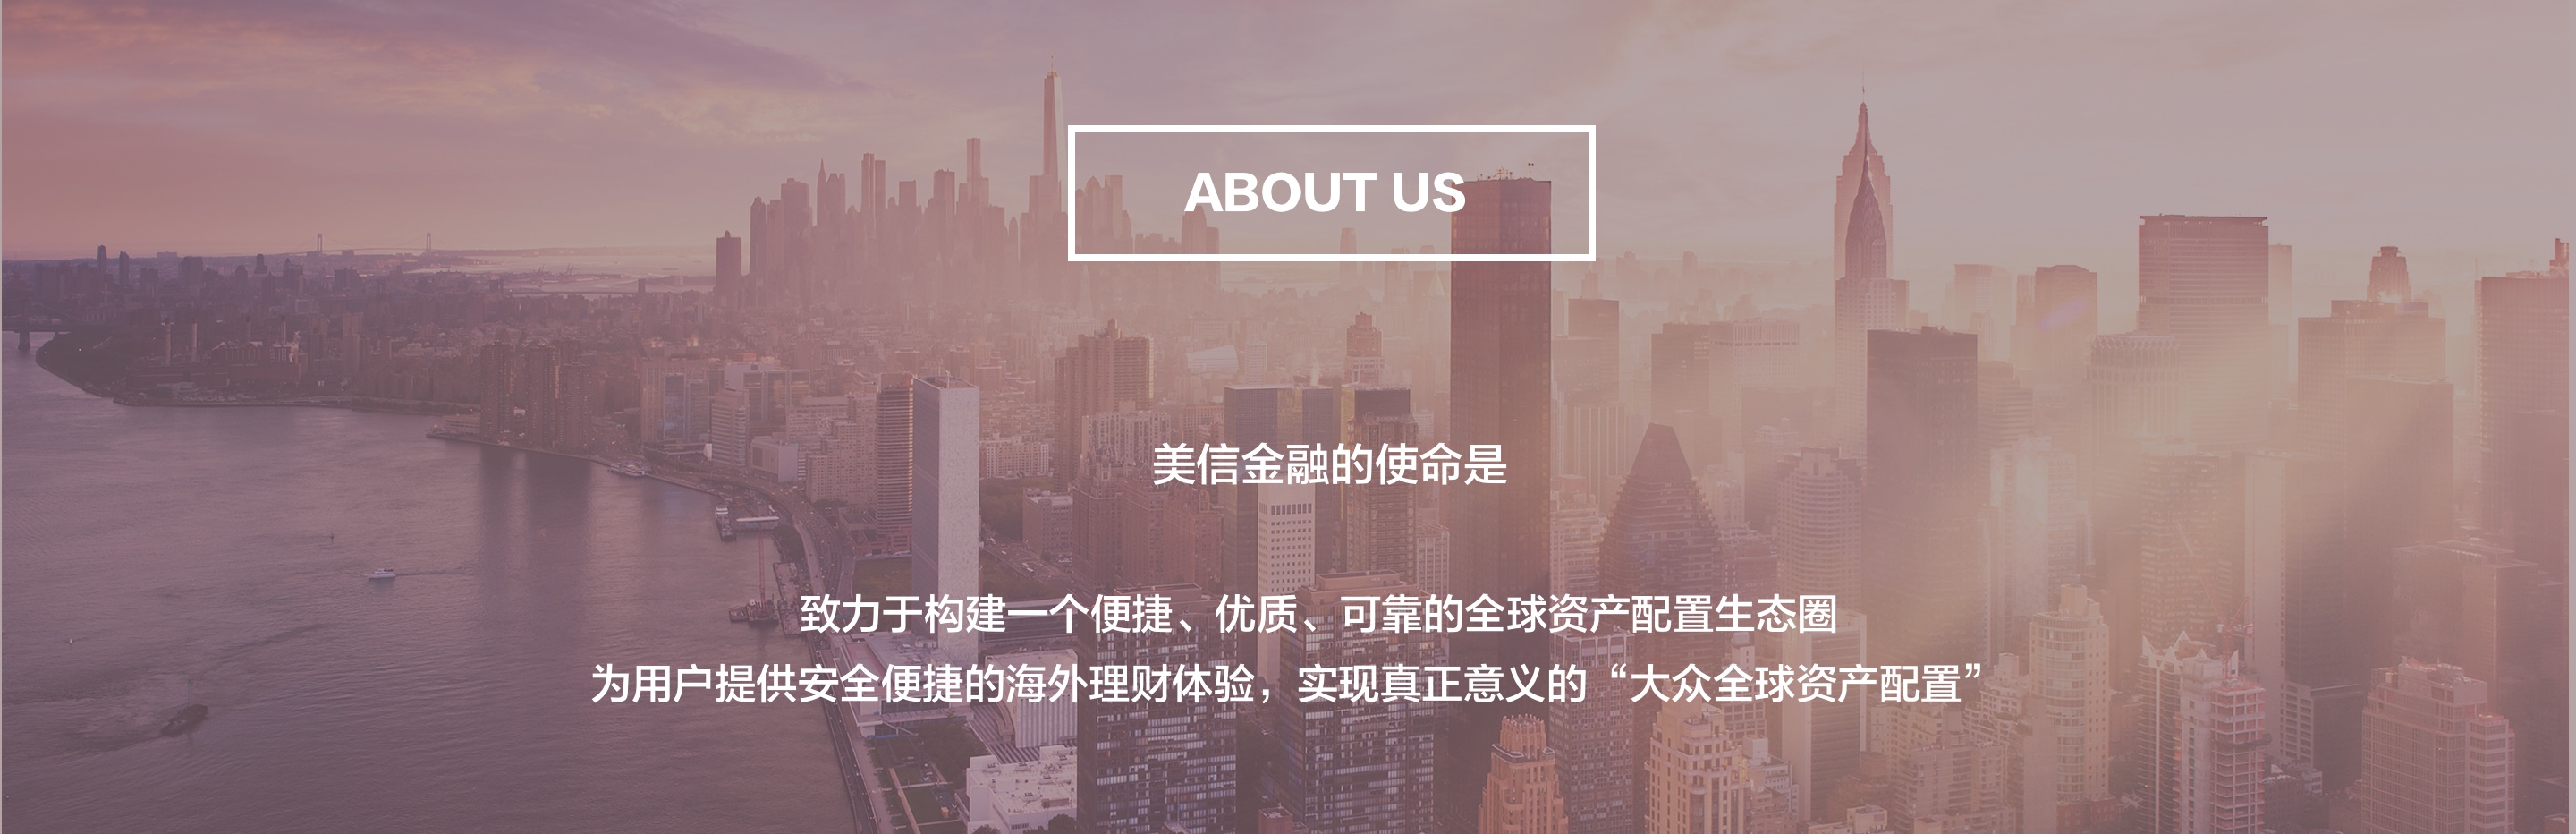 ABOUT US
美信金融的使命是
致力于构建一个便捷、优质、可靠的全球资产配置生态圈
为用户提供安全便捷的海外理财体验，实现真正意义的“大众全球资产配置”